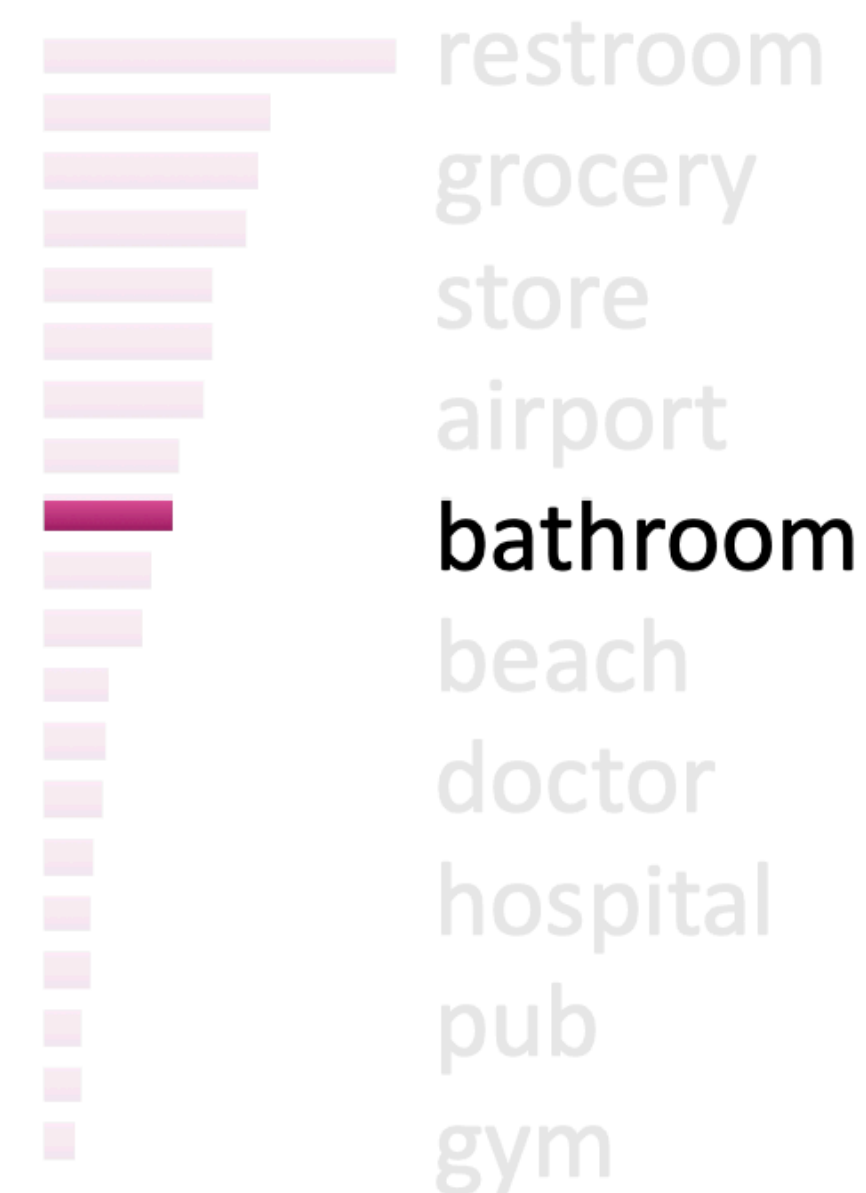 restroom
grocery
store
airport
bathroom
beach
doctor
hospital
pub
gym